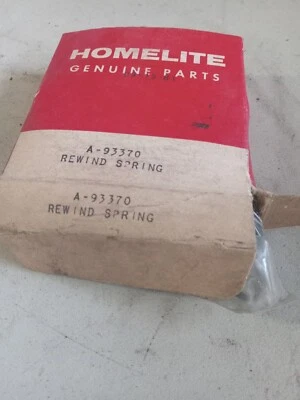 HOMELITE
GENUINE PARTS
A-93370
REWIND SPRING
A-93370
REWIND SPRING